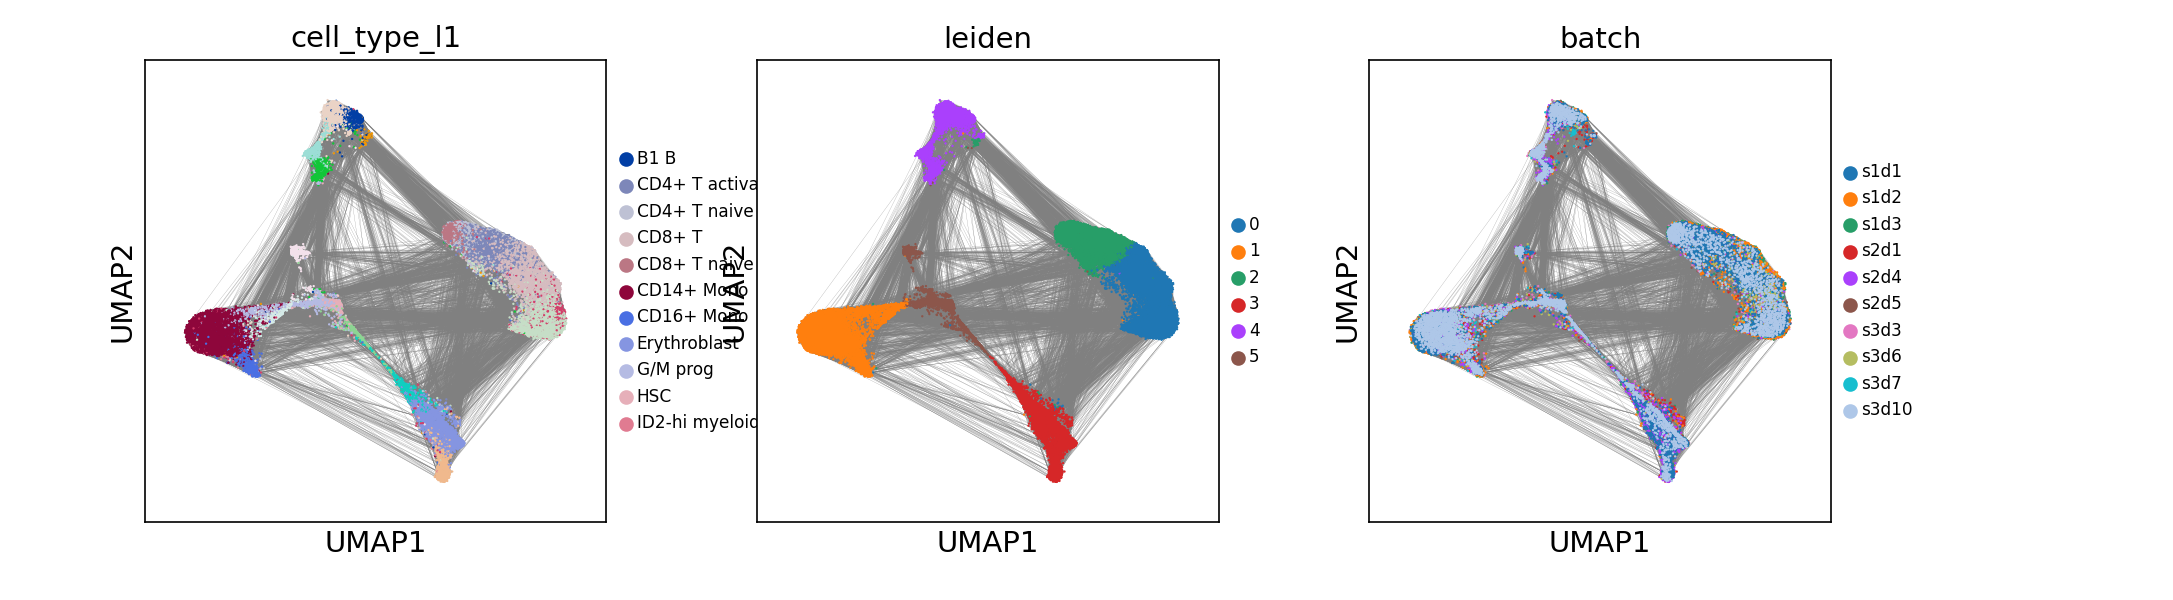 cell_type_l1
leiden
batch
UMAP2
UMAP1
B1 B
CD4+ T activa
CD4+ T naive
CD8+ T
CD8+ T naive
CD14+ Mono
CD16+ Mono
Erythroblast
G/M prog
HSC
ID2-hi myeloid
UMAP2
UMAP1
0
1
2
3
4
5
UMAP2
UMAP1
s1d1
s1d2
s1d3
s2d1
s2d4
s2d5
s3d3
s3d6
s3d7
s3d10